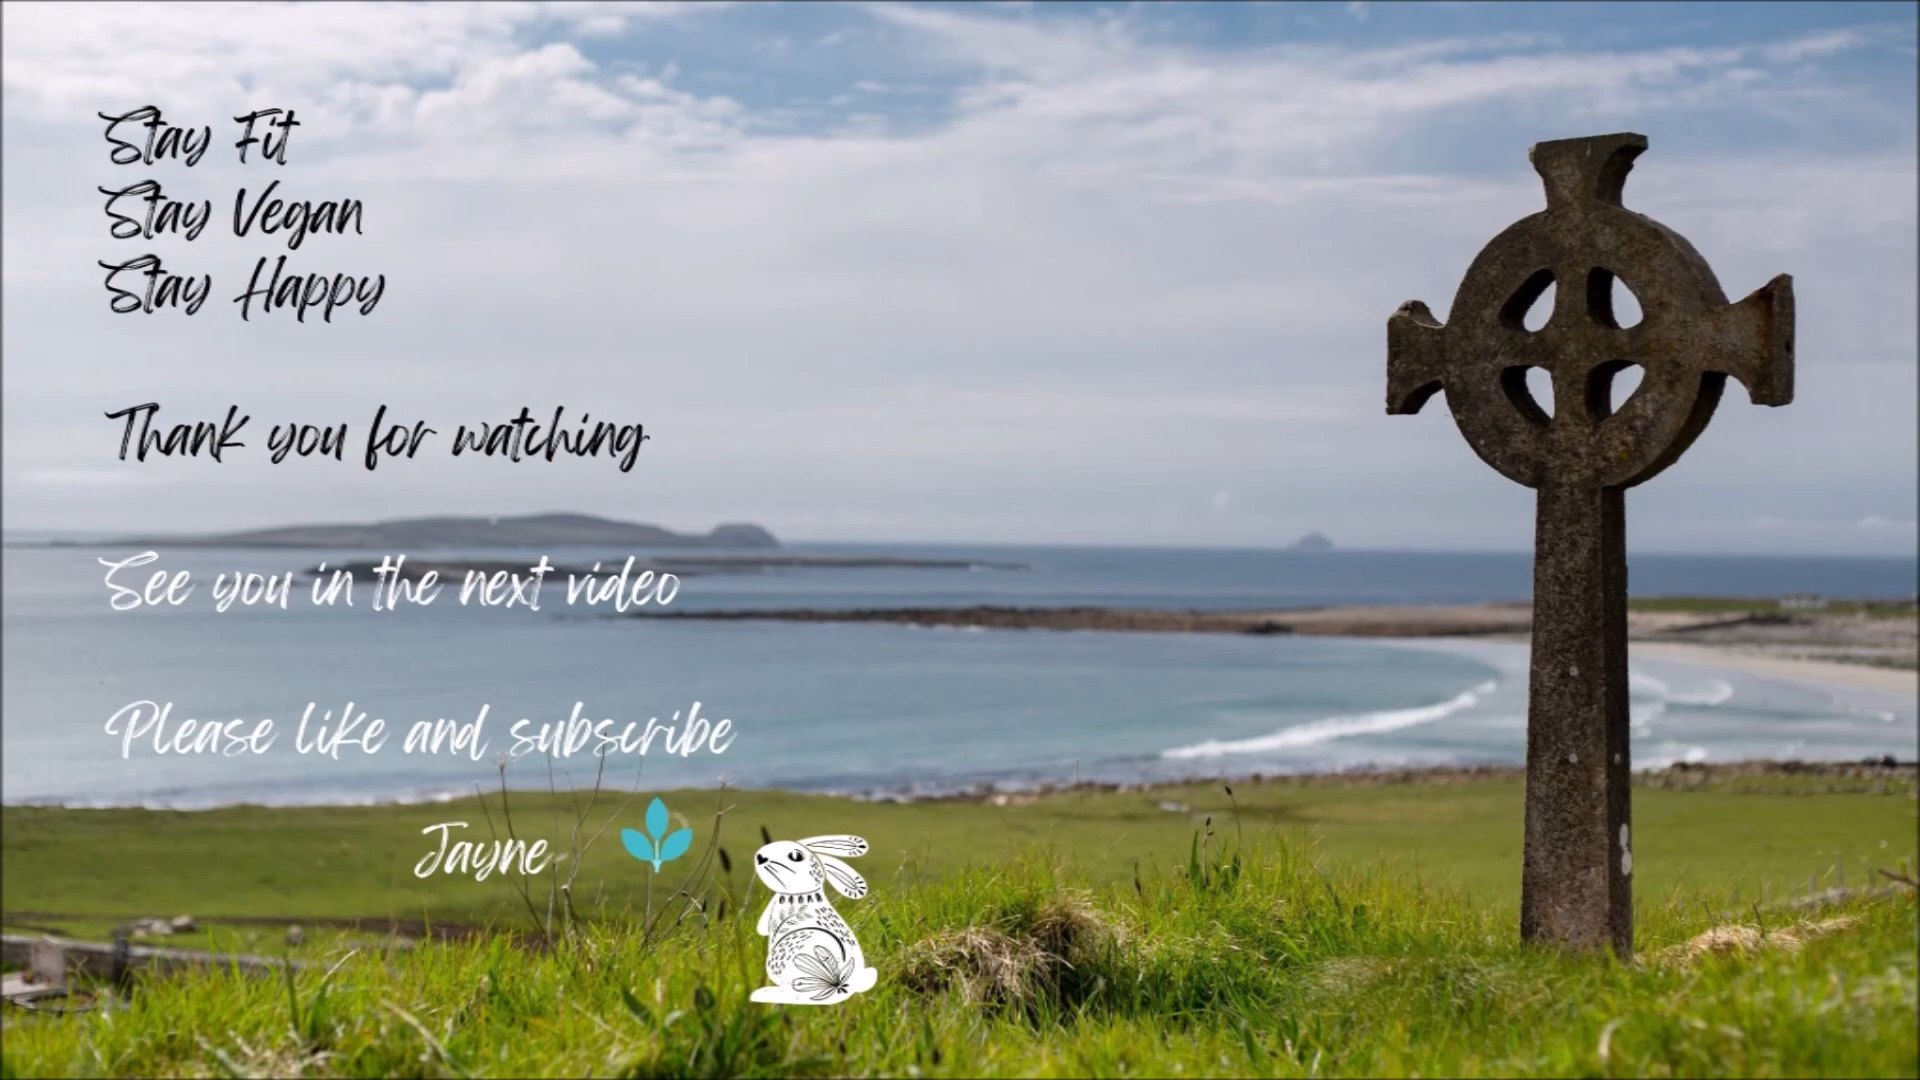 Stay Fit
Stay Vegan
Stay Happy
Thank you for watching
See you in the next video
Please like and subscribe
Jayne